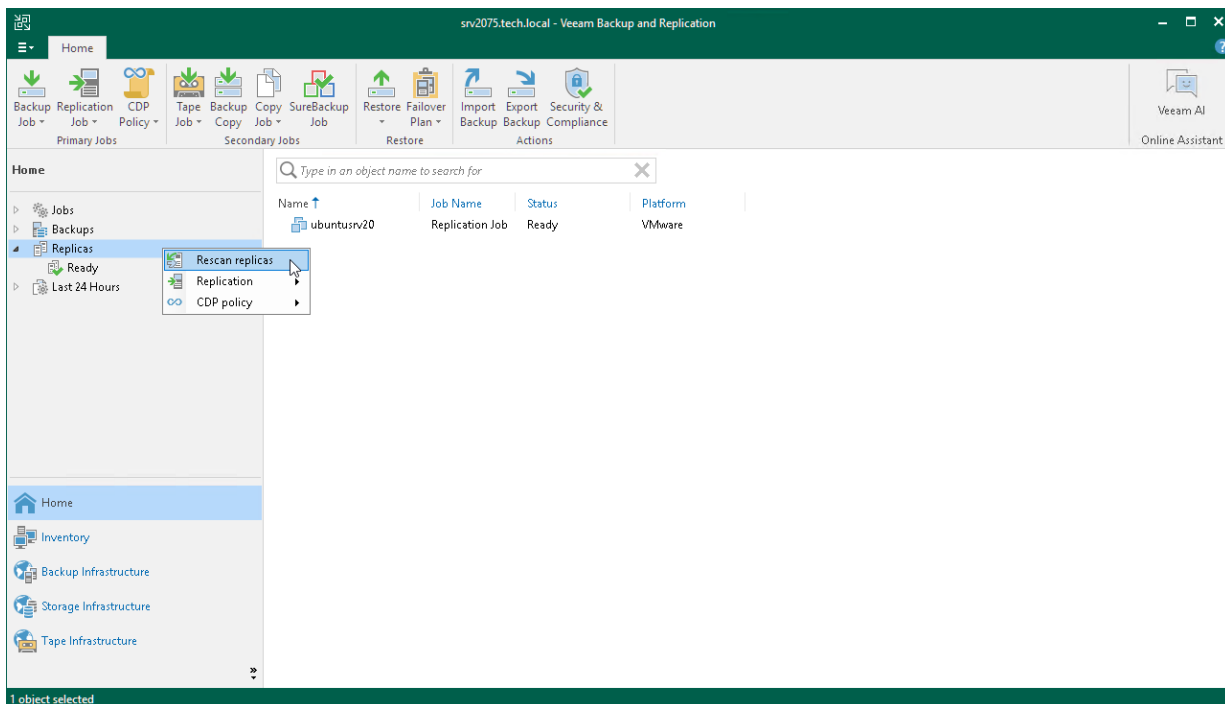 srv2075.tech.local - Veeam Backup and Replication
Home
Backup Job
Replication Job
CDP Policy
Tape Job
Backup Copy
Copy Job
SureBackup Job
Restore
Failover Plan
Import Backup
Export Backup
Security & Compliance
Veeam AI
Primary Jobs
Secondary Jobs
Restore
Actions
Online Assistant
Home
Type in an object name to search for
Name Job Name Status Platform
ubuntusrv20 Replication Job Ready VMware
Jobs
Backups
Replicas
Ready
Last 24 Hours
Rescan replicas
Replication
CDP policy
Home
Inventory
Backup Infrastructure
Storage Infrastructure
Tape Infrastructure
1 object selected